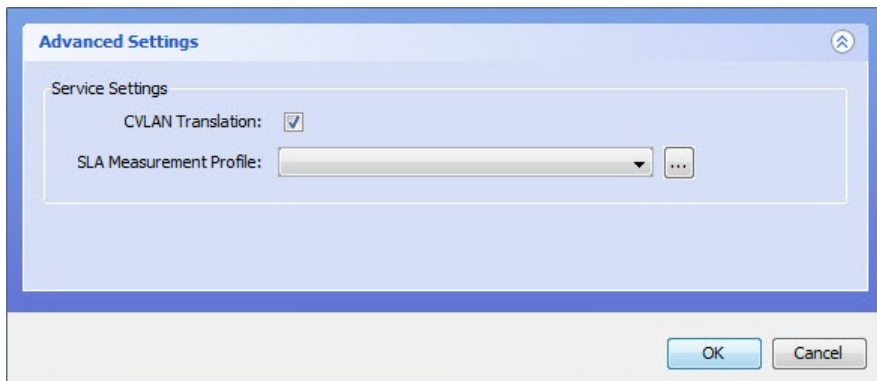 Advanced Settings
Service Settings
CVLAN Translation:
SLA Measurement Profile:
...
OK
Cancel